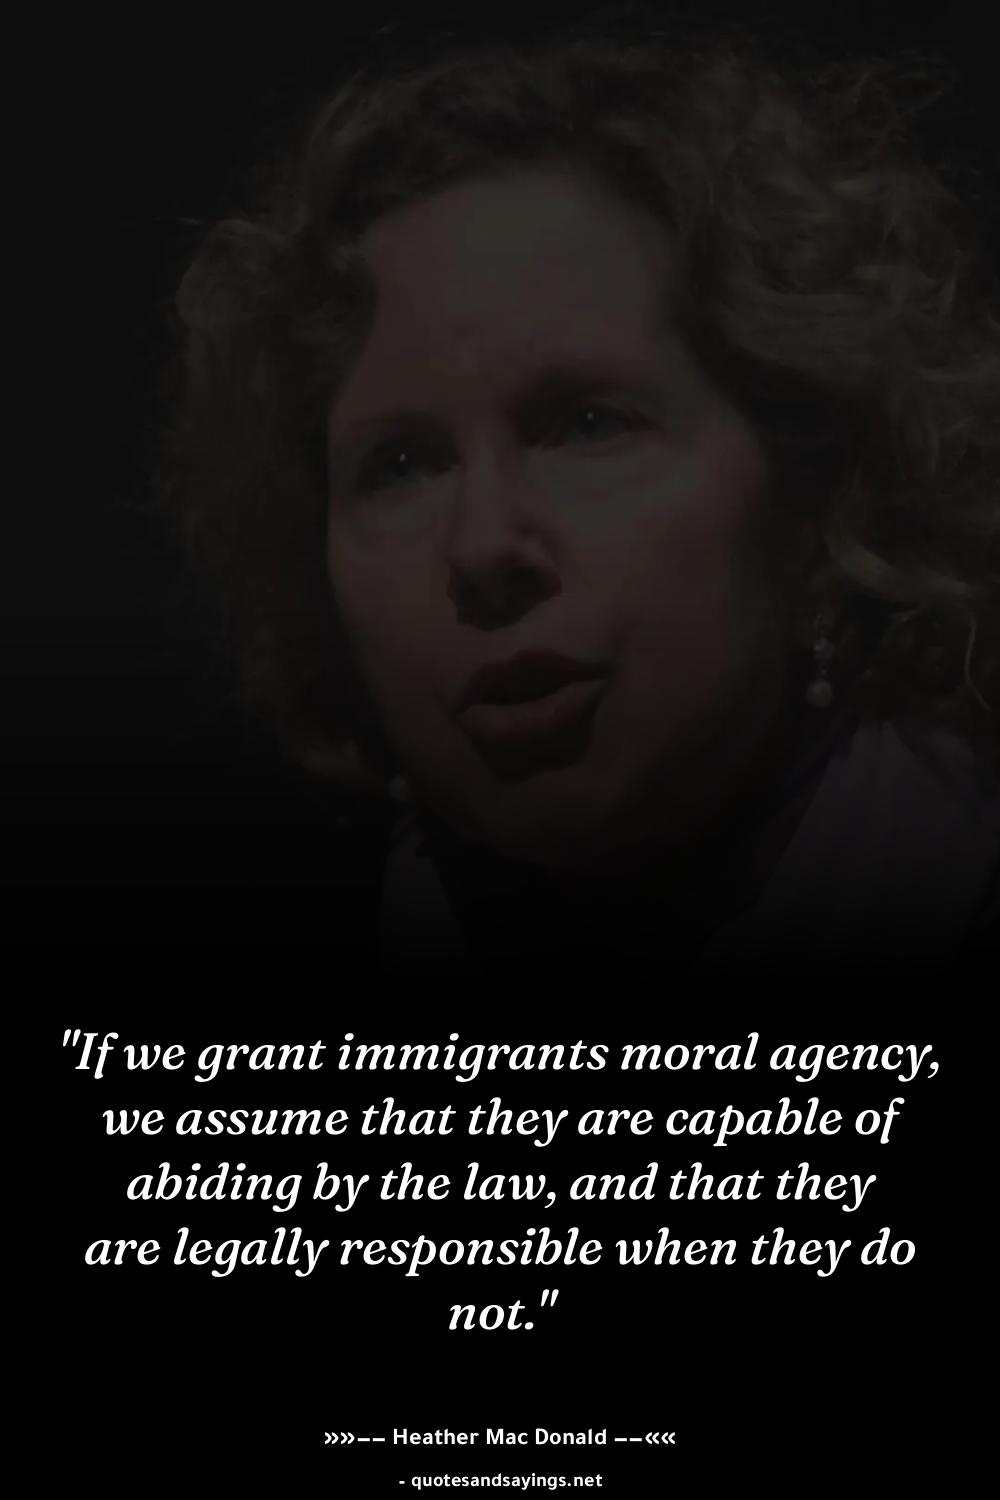 "If we grant immigrants moral agency,
we assume that they are capable of
abiding by the law, and that they
are legally responsible when they do
not."
»»−− Heather Mac Donald −−««
- quotesandsayings.net